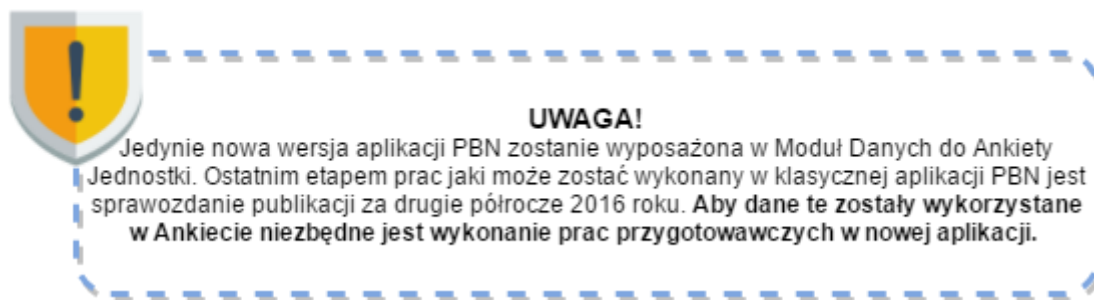 UWAGA!
Jedynie nowa wersja aplikacji PBN zostanie wyposażona w Moduł Danych do Ankiety
Jednostki. Ostatnim etapem prac jaki może zostać wykonany w klasycznej aplikacji PBN jest
sprawozdanie publikacji za drugie półrocze 2016 roku. Aby dane te zostały wykorzystane
w Ankiecie niezbędne jest wykonanie prac przygotowawczych w nowej aplikacji.